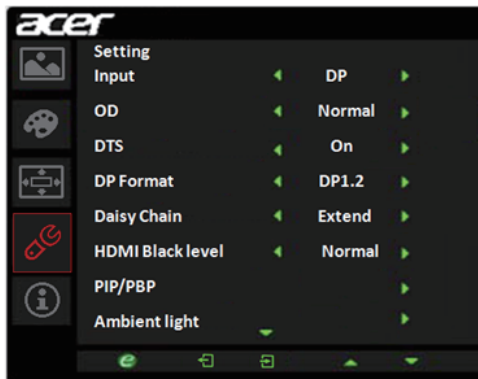 acer
Setting
Input DP
OD Normal
DTS On
DP Format DP1.2
Daisy Chain Extend
HDMI Black level Normal
PIP/PBP
Ambient light
e